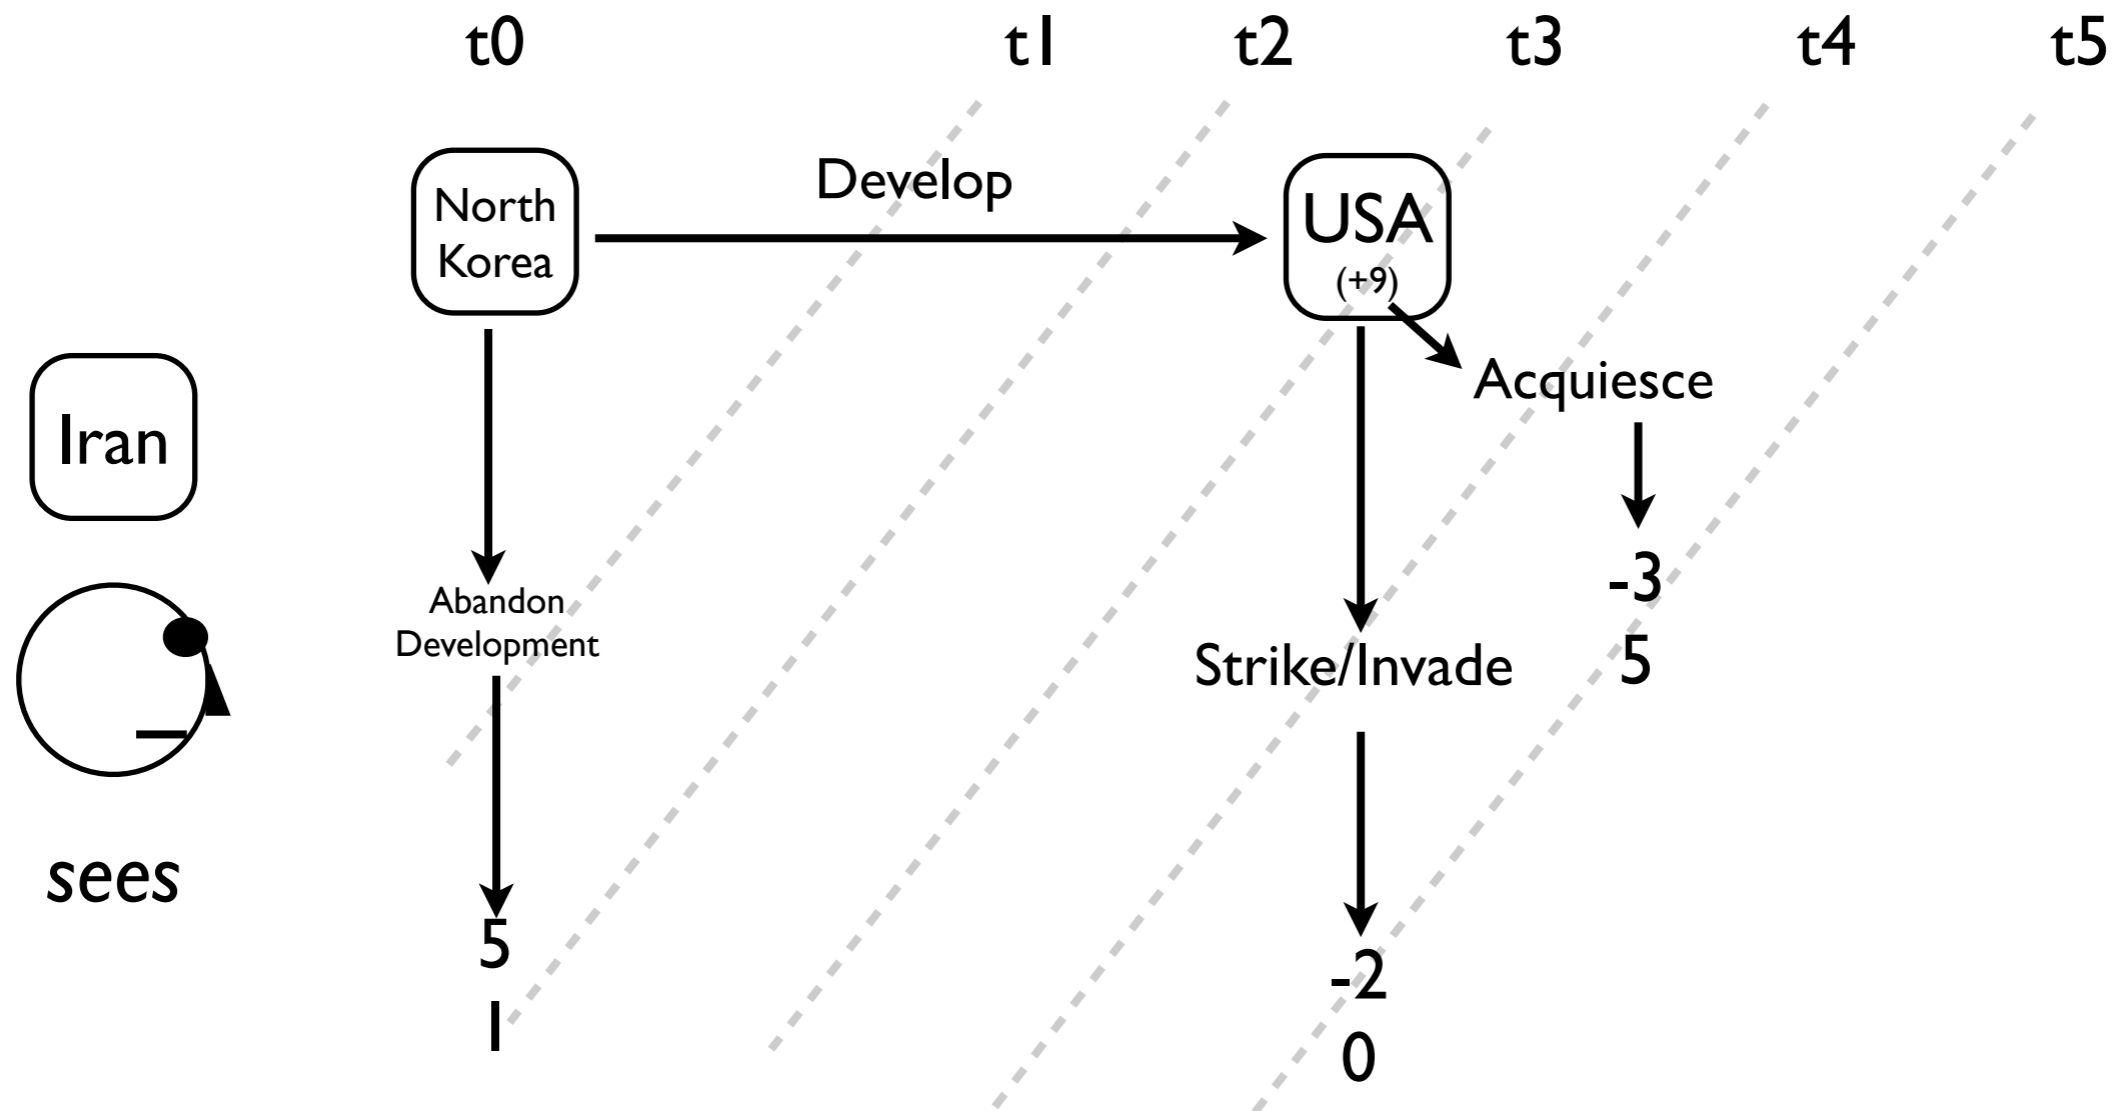 t0 t1 t2 t3 t4 t5
Develop
North
Korea
USA
(+9)
Acquiesce
Iran
-3
5
Abandon
Development
Strike/Invade
sees
5
1
-2
0